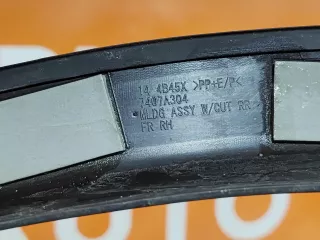 14 4B45X >PP+E/P<
7407A304
MLDG ASSY W/CUT RR
FR RH